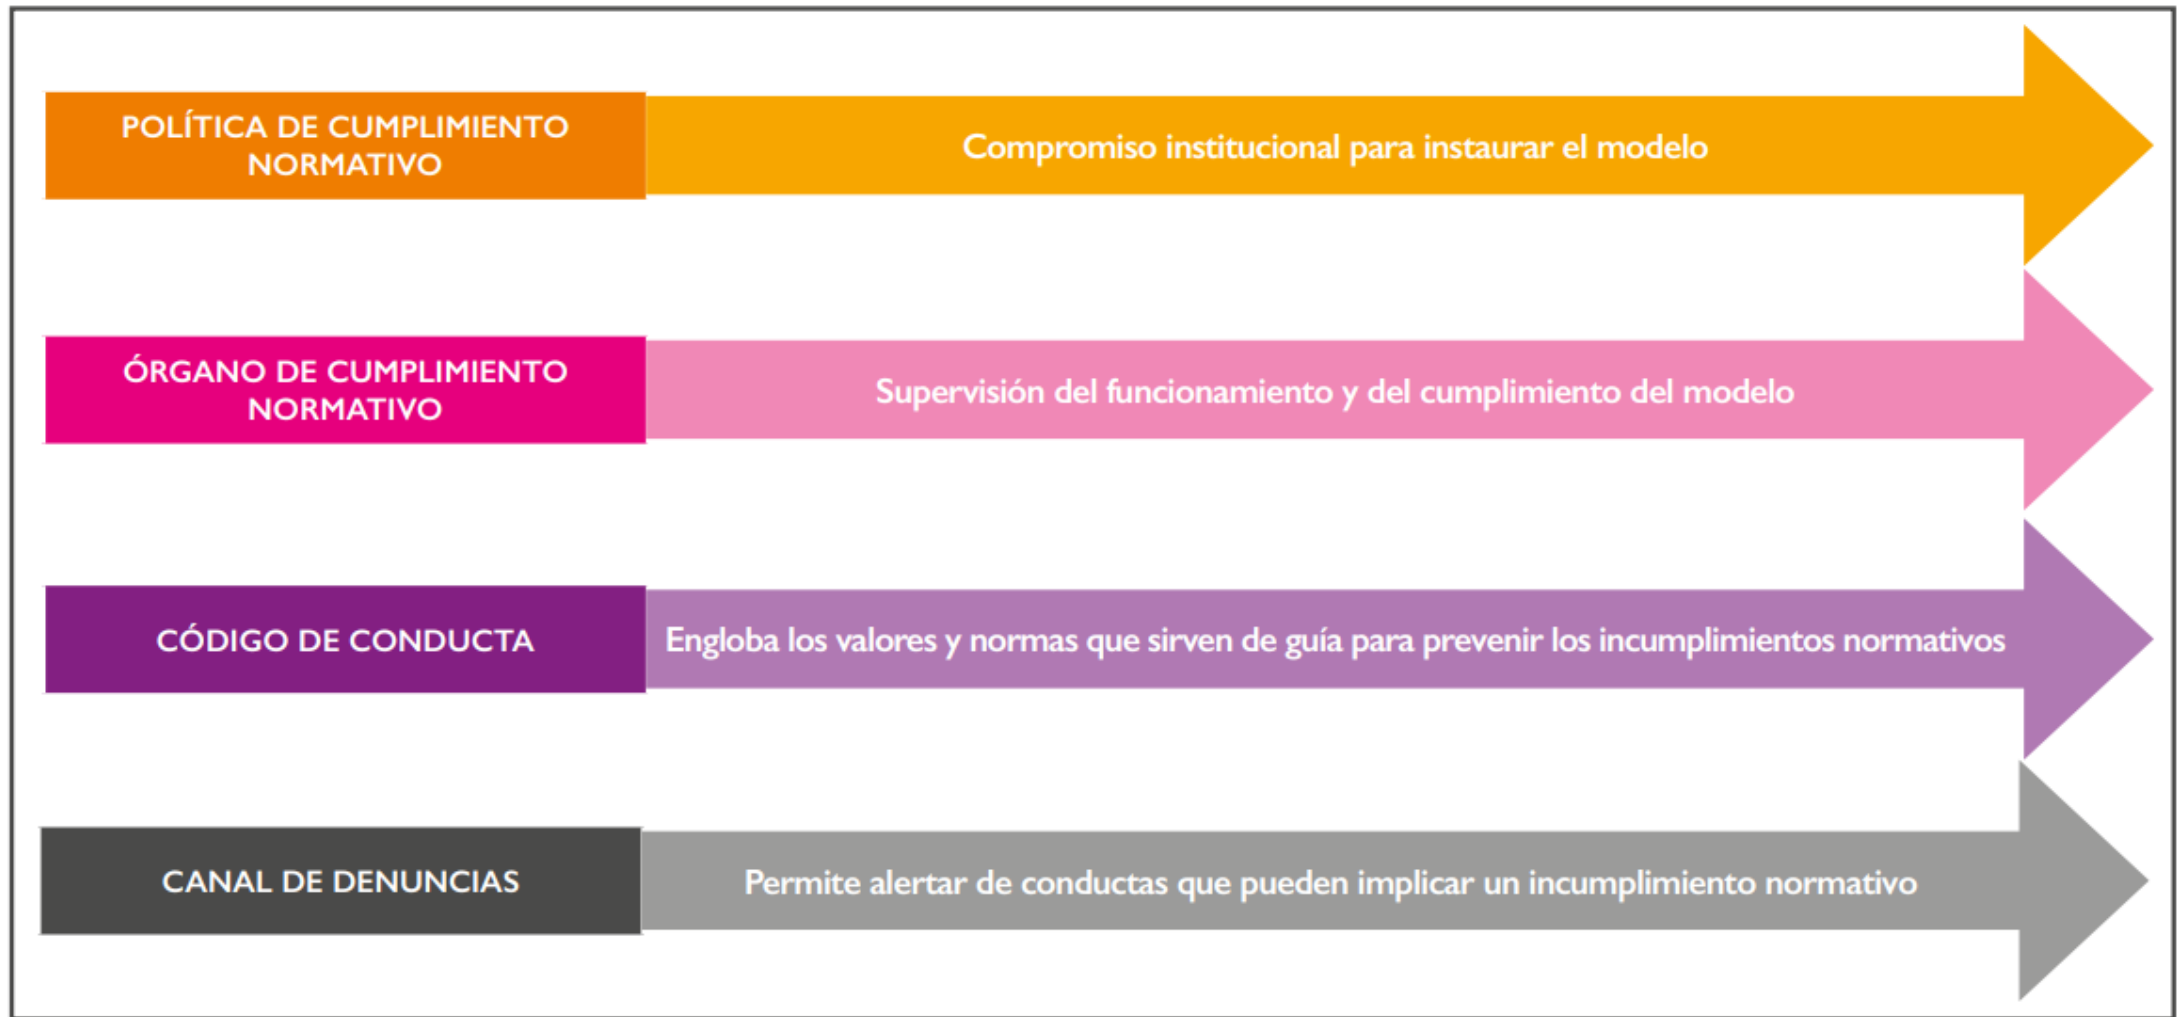 POLÍTICA DE CUMPLIMIENTO
NORMATIVO
Compromiso institucional para instaurar el modelo
ÓRGANO DE CUMPLIMIENTO
NORMATIVO
Supervisión del funcionamiento y del cumplimiento del modelo
CÓDIGO DE CONDUCTA
Engloba los valores y normas que sirven de guía para prevenir los incumplimientos normativos
CANAL DE DENUNCIAS
Permite alertar de conductas que pueden implicar un incumplimiento normativo